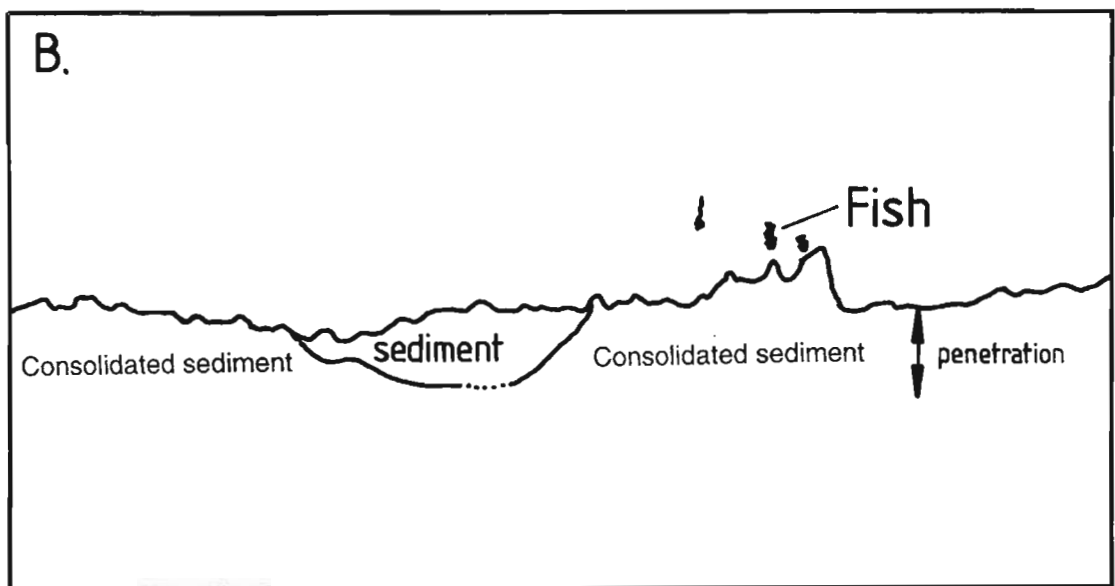 B.
Fish
Consolidated sediment
sediment
Consolidated sediment
penetration